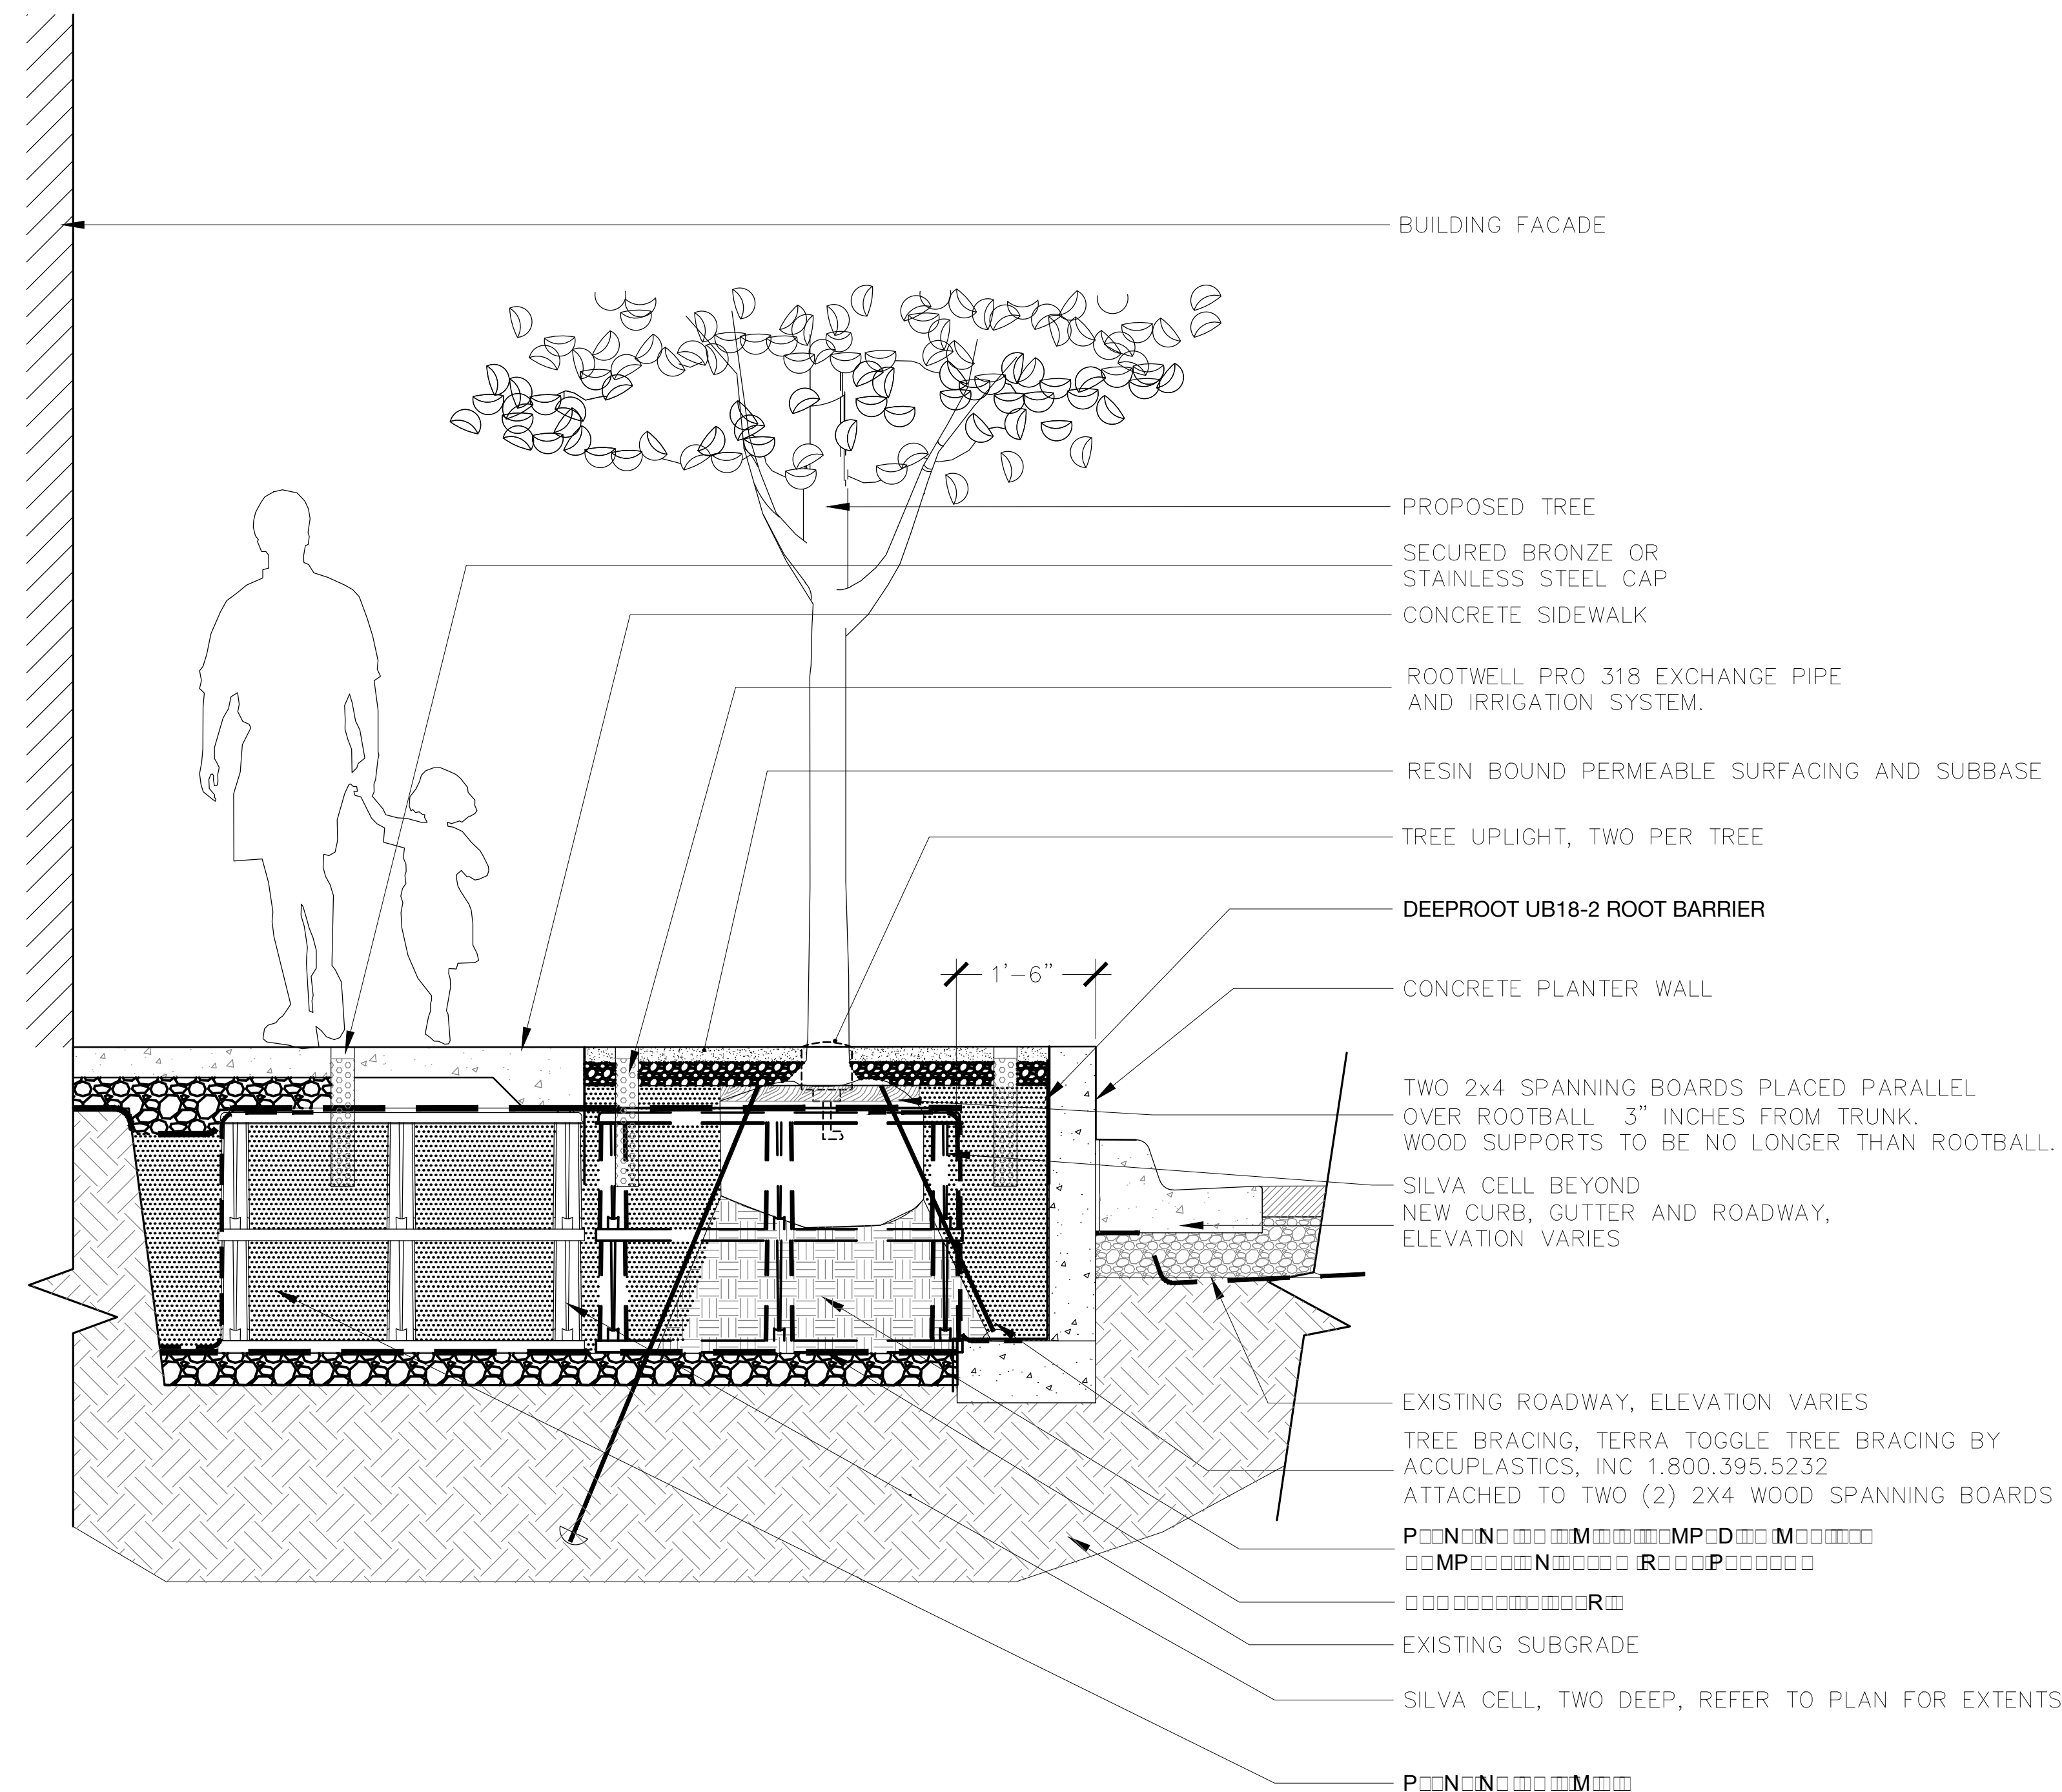 BUILDING FACADE
PROPOSED TREE
SECURED BRONZE OR
STAINLESS STEEL CAP
CONCRETE SIDEWALK
ROOTWELL PRO 318 EXCHANGE PIPE
AND IRRIGATION SYSTEM.
RESIN BOUND PERMEABLE SURFACING AND SUBBASE
TREE UPLIGHT, TWO PER TREE
DEEPROOT UB18-2 ROOT BARRIER
1'-6"
CONCRETE PLANTER WALL
TWO 2x4 SPANNING BOARDS PLACED PARALLEL
OVER ROOTBALL 3" INCHES FROM TRUNK.
WOOD SUPPORTS TO BE NO LONGER THAN ROOTBALL.
SILVA CELL BEYOND
NEW CURB, GUTTER AND ROADWAY,
ELEVATION VARIES
EXISTING ROADWAY, ELEVATION VARIES
TREE BRACING, TERRA TOGGLE TREE BRACING BY
ACCUPLASTICS, INC 1.800.395.5232
ATTACHED TO TWO (2) 2X4 WOOD SPANNING BOARDS
EXISTING SUBGRADE
SILVA CELL, TWO DEEP, REFER TO PLAN FOR EXTENTS